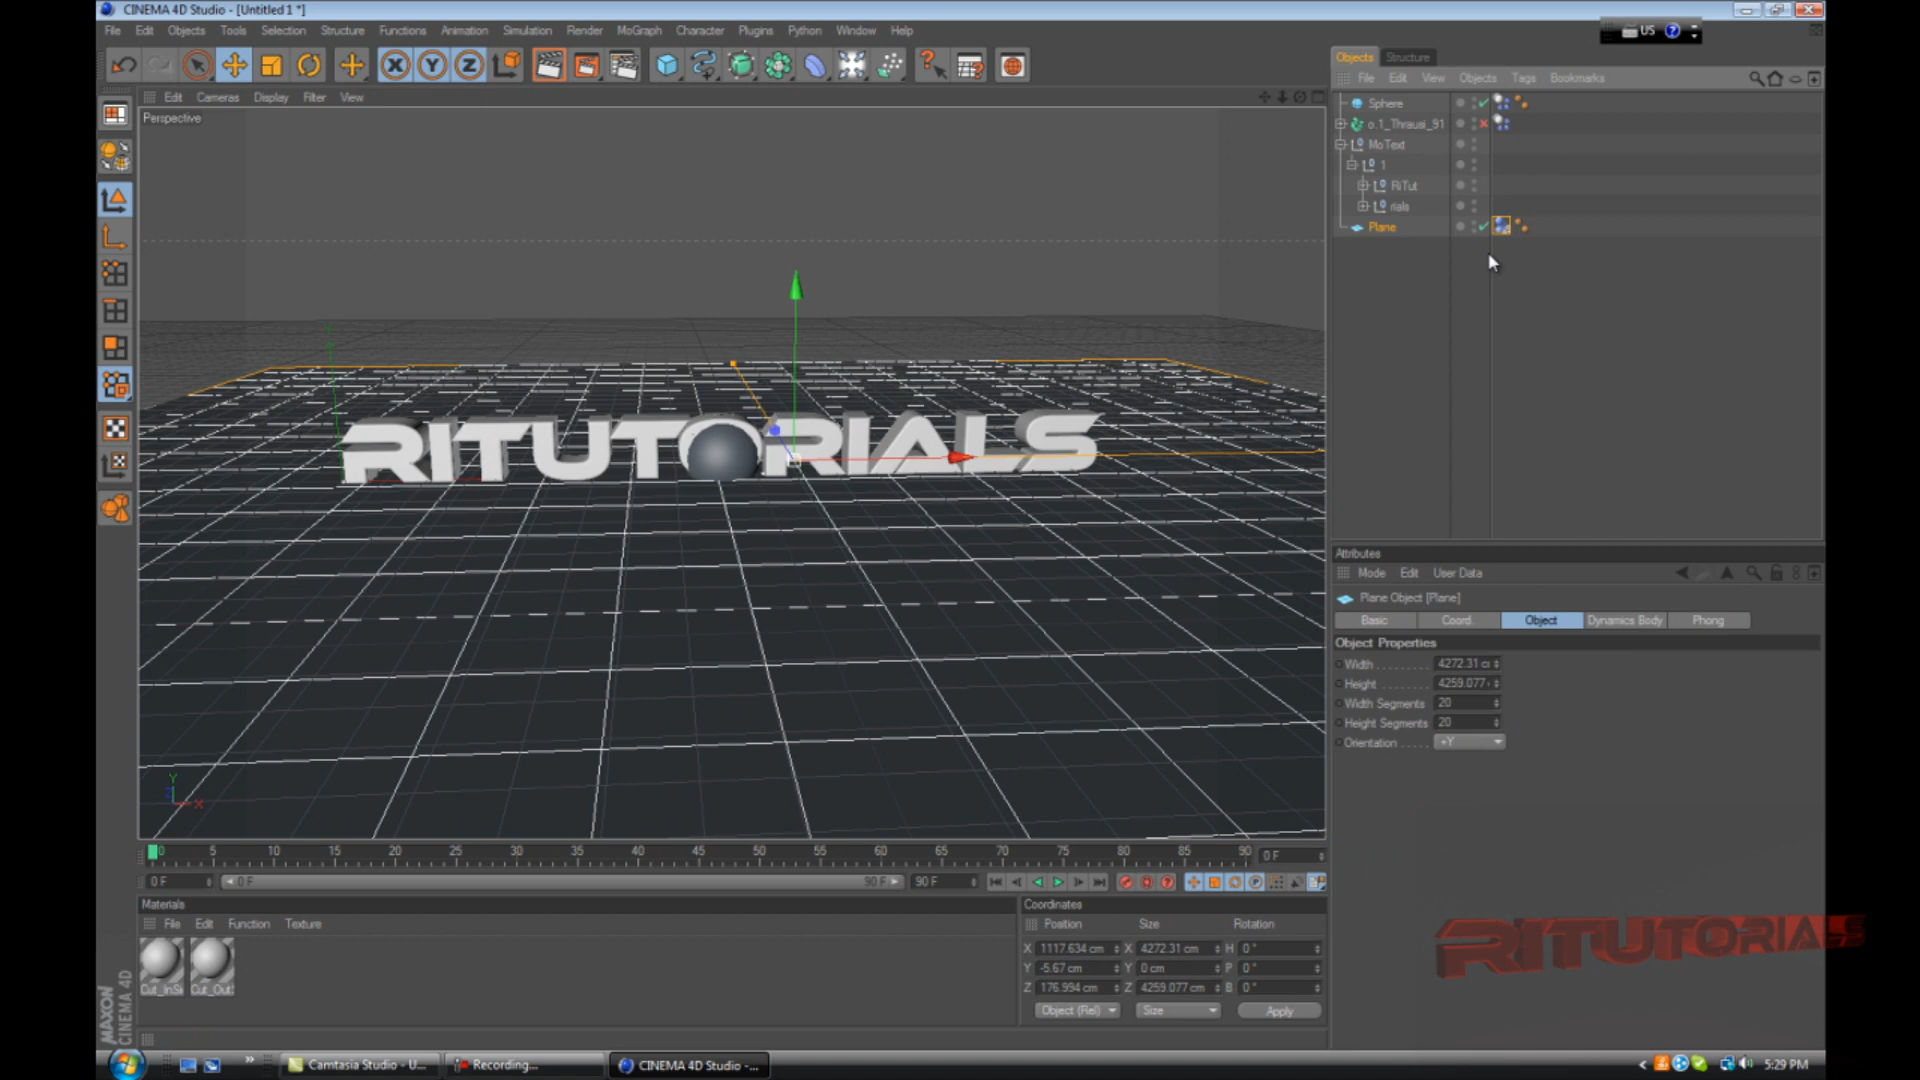 CINEMA 4D Studio - [Untitled 1 *]
File Edit Objects Tools Selection Structure Functions Animation Simulation Render MoGraph Character Plugins Python Window Help
US
Objects Structure
File Edit View Objects Tags Bookmarks
Edit Cameras Display Filter View
Perspective
Sphere
o.1_Thrausi_91
MoText
1
RiTut
rials
Plane
RITUTORIALS
Attributes
Mode Edit User Data
Plane Object [Plane]
Basic Coord. Object Dynamics Body Phong
Object Properties
Width 4272.31 c
Height 4259.077
Width Segments 20
Height Segments 20
Orientation +Y
Y
X
0 5 10 15 20 25 30 35 40 45 50 55 60 65 70 75 80 85 90 0 F
0 F 0 F 90 F 90 F
Materials
File Edit Function Texture
Cut_InSi
Cut_Out
Coordinates
Position Size Rotation
X 1117.634 cm X 4272.31 cm H 0 °
Y -5.67 cm Y 0 cm P 0 °
Z 176.994 cm Z 4259.077 cm B 0 °
Object (Rel) Size Apply
RITUTORIALS
MAXON
CINEMA 4D
Camtasia Studio - U... Recording... CINEMA 4D Studio -... 5:29 PM